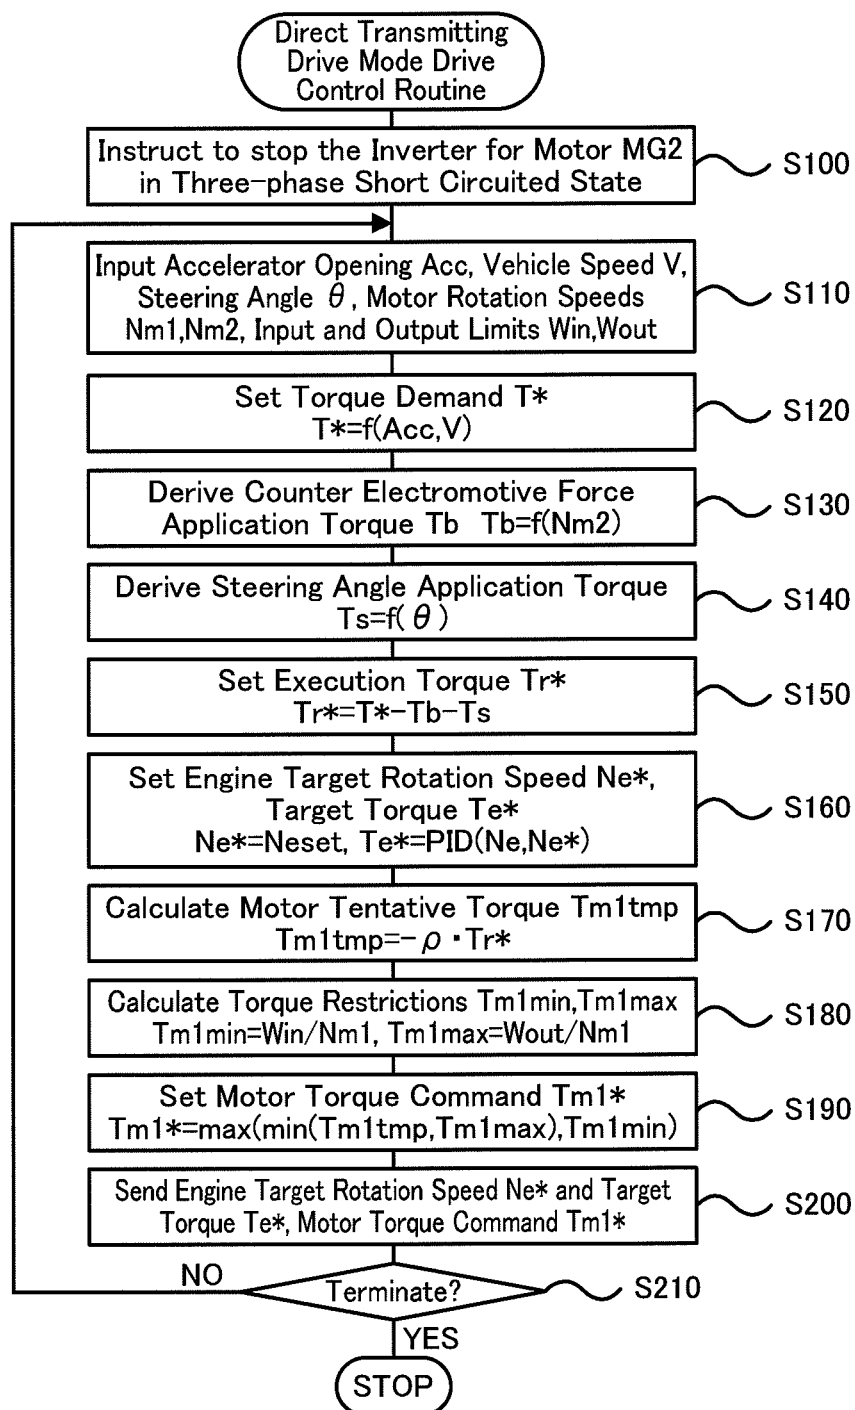 Direct Transmitting
Drive Mode Drive
Control Routine
Instruct to stop the Inverter for Motor MG2
in Three-phase Short Circuited State
S100
Input Accelerator Opening Acc, Vehicle Speed V,
Steering Angle θ, Motor Rotation Speeds
Nm1,Nm2, Input and Output Limits Win,Wout
S110
Set Torque Demand T*
T*=f(Acc,V)
S120
Derive Counter Electromotive Force
Application Torque Tb Tb=f(Nm2)
S130
Derive Steering Angle Application Torque
Ts=f(θ)
S140
Set Execution Torque Tr*
Tr*=T*-Tb-Ts
S150
Set Engine Target Rotation Speed Ne*,
Target Torque Te*
Ne*=Neset, Te*=PID(Ne,Ne*)
S160
Calculate Motor Tentative Torque Tm1tmp
Tm1tmp=-ρ·Tr*
S170
Calculate Torque Restrictions Tm1min,Tm1max
Tm1min=Win/Nm1, Tm1max=Wout/Nm1
S180
Set Motor Torque Command Tm1*
Tm1*=max(min(Tm1tmp,Tm1max),Tm1min)
S190
Send Engine Target Rotation Speed Ne* and Target
Torque Te*, Motor Torque Command Tm1*
S200
NO
Terminate?
S210
YES
STOP